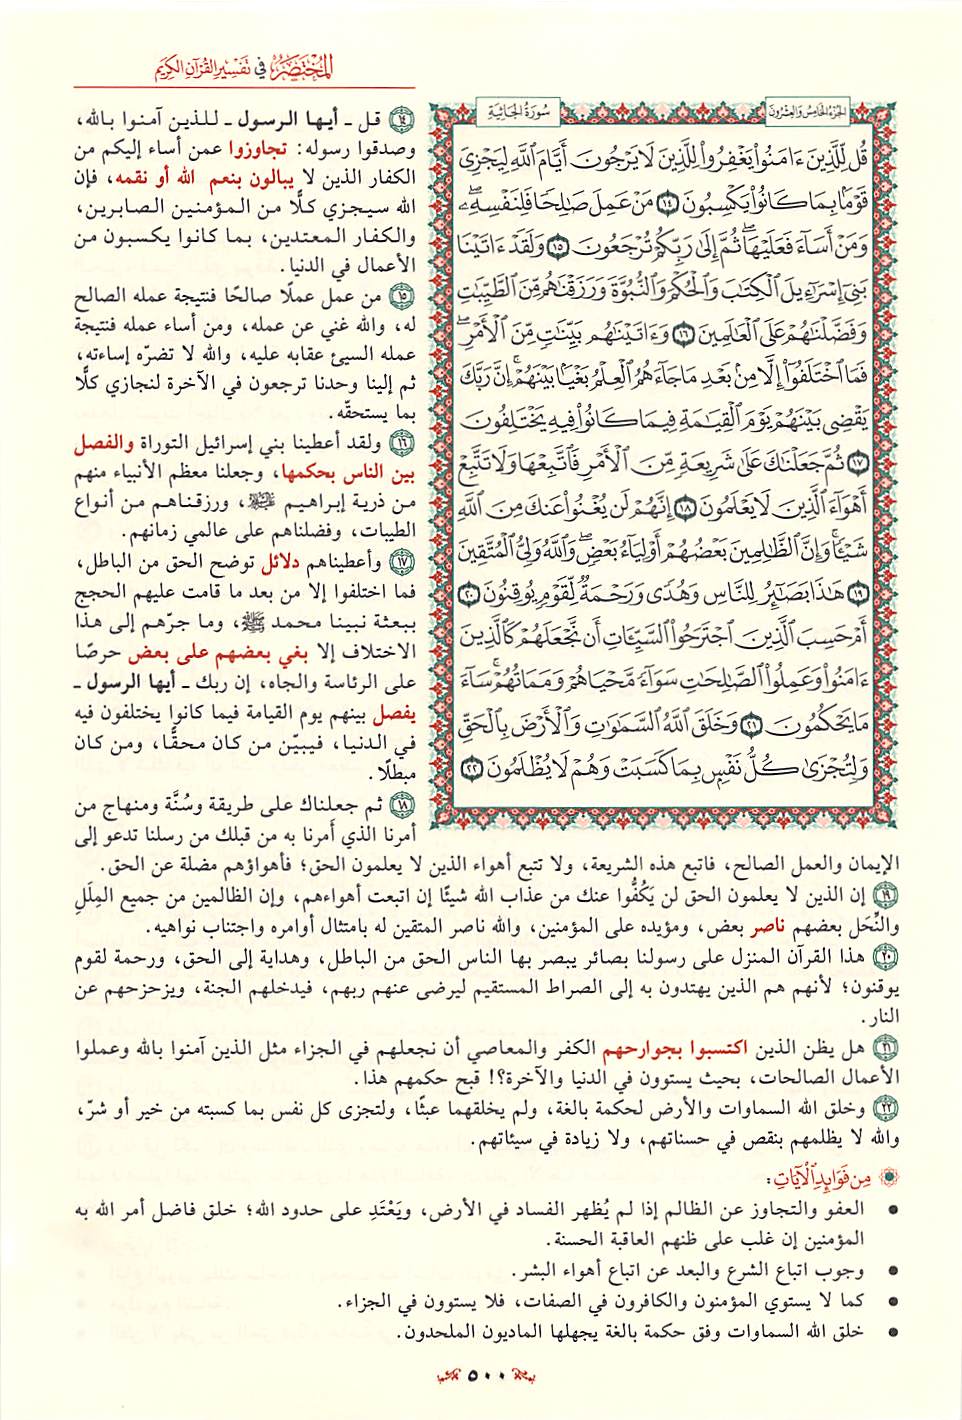 المختصر في تفسير القرآن الكريم
الجزء الخامس والعشرون
سورة الجاثية
قُل لِّلَّذِينَ ءَامَنُواْ يَغۡفِرُواْ لِلَّذِينَ لَا يَرۡجُونَ أَيَّامَ ٱللَّهِ لِيَجۡزِيَ
قَوۡمَۢا بِمَا كَانُواْ يَكۡسِبُونَ ١٤ مَنۡ عَمِلَ صَٰلِحٗا فَلِنَفۡسِهِۦۖ
وَمَنۡ أَسَآءَ فَعَلَيۡهَاۖ ثُمَّ إِلَىٰ رَبِّكُمۡ تُرۡجَعُونَ ١٥ وَلَقَدۡ ءَاتَيۡنَا
بَنِيٓ إِسۡرَٰٓءِيلَ ٱلۡكِتَٰبَ وَٱلۡحُكۡمَ وَٱلنُّبُوَّةَ وَرَزَقۡنَٰهُم مِّنَ ٱلطَّيِّبَٰتِ
وَفَضَّلۡنَٰهُمۡ عَلَى ٱلۡعَٰلَمِينَ ١٦ وَءَاتَيۡنَٰهُم بَيِّنَٰتٖ مِّنَ ٱلۡأَمۡرِۖ
فَمَا ٱخۡتَلَفُوٓاْ إِلَّا مِنۢ بَعۡدِ مَا جَآءَهُمُ ٱلۡعِلۡمُ بَغۡيَۢا بَيۡنَهُمۡۚ إِنَّ رَبَّكَ
يَقۡضِي بَيۡنَهُمۡ يَوۡمَ ٱلۡقِيَٰمَةِ فِيمَا كَانُواْ فِيهِ يَخۡتَلِفُونَ
١٧ ثُمَّ جَعَلۡنَٰكَ عَلَىٰ شَرِيعَةٖ مِّنَ ٱلۡأَمۡرِ فَٱتَّبِعۡهَا وَلَا تَتَّبِعۡ
أَهۡوَآءَ ٱلَّذِينَ لَا يَعۡلَمُونَ ١٨ إِنَّهُمۡ لَن يُغۡنُواْ عَنكَ مِنَ ٱللَّهِ
شَيۡـٔٗاۚ وَإِنَّ ٱلظَّٰلِمِينَ بَعۡضُهُمۡ أَوۡلِيَآءُ بَعۡضٖۖ وَٱللَّهُ وَلِيُّ ٱلۡمُتَّقِينَ
١٩ هَٰذَا بَصَٰٓئِرُ لِلنَّاسِ وَهُدٗى وَرَحۡمَةٞ لِّقَوۡمٖ يُوقِنُونَ ٢٠
أَمۡ حَسِبَ ٱلَّذِينَ ٱجۡتَرَحُواْ ٱلسَّيِّـَٔاتِ أَن نَّجۡعَلَهُمۡ كَٱلَّذِينَ
ءَامَنُواْ وَعَمِلُواْ ٱلصَّٰلِحَٰتِ سَوَآءٗ مَّحۡيَاهُمۡ وَمَمَاتُهُمۡۚ سَآءَ
مَا يَحۡكُمُونَ ٢١ وَخَلَقَ ٱللَّهُ ٱلسَّمَٰوَٰتِ وَٱلۡأَرۡضَ بِٱلۡحَقِّ
وَلِتُجۡزَىٰ كُلُّ نَفۡسِۭ بِمَا كَسَبَتۡ وَهُمۡ لَا يُظۡلَمُونَ ٢٢
١٤ قل ـ أيها الرسول ـ للذين آمنوا بالله،
وصدقوا رسوله: تجاوزوا عمن أساء إليكم من
الكفار الذين لا يبالون بنعم الله أو نقمه، فإن
الله سيجزي كلًّا من المؤمنين الصابرين،
والكفار المعتدين، بما كانوا يكسبون من
الأعمال في الدنيا.
١٥ من عمل عملًا صالحًا فنتيجة عمله الصالح
له، والله غني عن عمله، ومن أساء عمله فنتيجة
عمله السيئ عقابه عليه، والله لا تضرّه إساءته،
ثم إلينا وحدنا ترجعون في الآخرة لنجازي كلًّا
بما يستحقّه.
١٦ ولقد أعطينا بني إسرائيل التوراة والفصل
بين الناس بحكمها، وجعلنا معظم الأنبياء منهم
من ذرية إبراهيم ﷺ، ورزقناهم من أنواع
الطيبات، وفضلناهم على عالمي زمانهم.
١٧ وأعطيناهم دلائل توضح الحق من الباطل،
فما اختلفوا إلا من بعد ما قامت عليهم الحجج
ببعثة نبينا محمد ﷺ، وما جرّهم إلى هذا
الاختلاف إلا بغي بعضهم على بعض حرصًا
على الرئاسة والجاه، إن ربك ـ أيها الرسول ـ
يفصل بينهم يوم القيامة فيما كانوا يختلفون فيه
في الدنيا، فيبيّن من كان محقًّا، ومن كان
مبطلًا.
١٨ ثم جعلناك على طريقة وسُنَّة ومنهاج من
أمرنا الذي أمرنا به من قبلك من رسلنا تدعو إلى
الإيمان والعمل الصالح، فاتبع هذه الشريعة، ولا تتبع أهواء الذين لا يعلمون الحق؛ فأهواؤهم مضلة عن الحق.
١٩ إن الذين لا يعلمون الحق لن يَكُفُّوا عنك من عذاب الله شيئًا إن اتبعت أهواءهم، وإن الظالمين من جميع المِلَلِ
والنِّحَل بعضهم ناصر بعض، ومؤيده على المؤمنين، والله ناصر المتقين له بامتثال أوامره واجتناب نواهيه.
٢٠ هذا القرآن المنزل على رسولنا بصائر يبصر بها الناس الحق من الباطل، وهداية إلى الحق، ورحمة لقوم
يوقنون؛ لأنهم هم الذين يهتدون به إلى الصراط المستقيم ليرضى عنهم ربهم، فيدخلهم الجنة، ويزحزحهم عن
النار.
٢١ هل يظن الذين اكتسبوا بجوارحهم الكفر والمعاصي أن نجعلهم في الجزاء مثل الذين آمنوا بالله وعملوا
الأعمال الصالحات، بحيث يستوون في الدنيا والآخرة؟! قبح حكمهم هذا.
٢٢ وخلق الله السماوات والأرض لحكمة بالغة، ولم يخلقهما عبثًا، ولتجزى كل نفس بما كسبته من خير أو شرّ،
والله لا يظلمهم بنقص في حسناتهم، ولا زيادة في سيئاتهم.
من فوائد الآيات:
• العفو والتجاوز عن الظالم إذا لم يُظهر الفساد في الأرض، ويَعْتَدِ على حدود الله؛ خلق فاضل أمر الله به
المؤمنين إن غلب على ظنهم العاقبة الحسنة.
• وجوب اتباع الشرع والبعد عن اتباع أهواء البشر.
• كما لا يستوي المؤمنون والكافرون في الصفات، فلا يستوون في الجزاء.
• خلق الله السماوات وفق حكمة بالغة يجهلها الماديون الملحدون.
٥٠٠